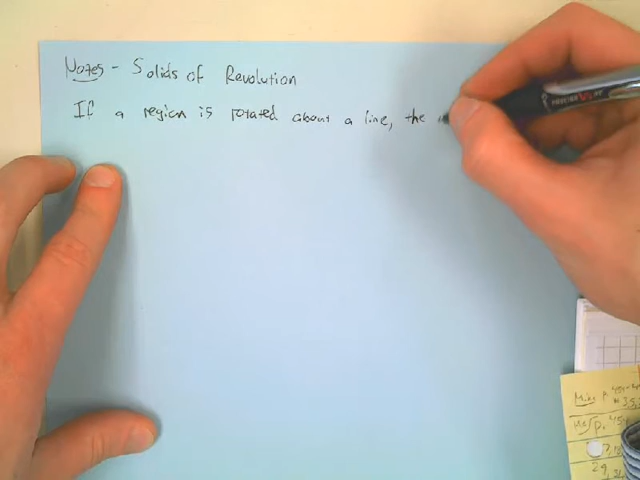 Notes - Solids of Revolution
If a region is rotated about a line, the